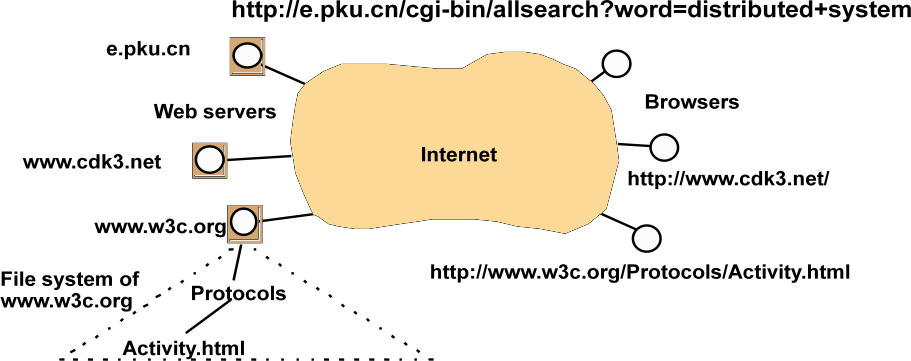 http://e.pku.cn/cgi-bin/allsearch?word=distributed+system
e.pku.cn
Browsers
Web servers
Internet
www.cdk3.net
http://www.cdk3.net/
www.w3c.org
http://www.w3c.org/Protocols/Activity.html
File system of
www.w3c.org
Protocols
Activity.html